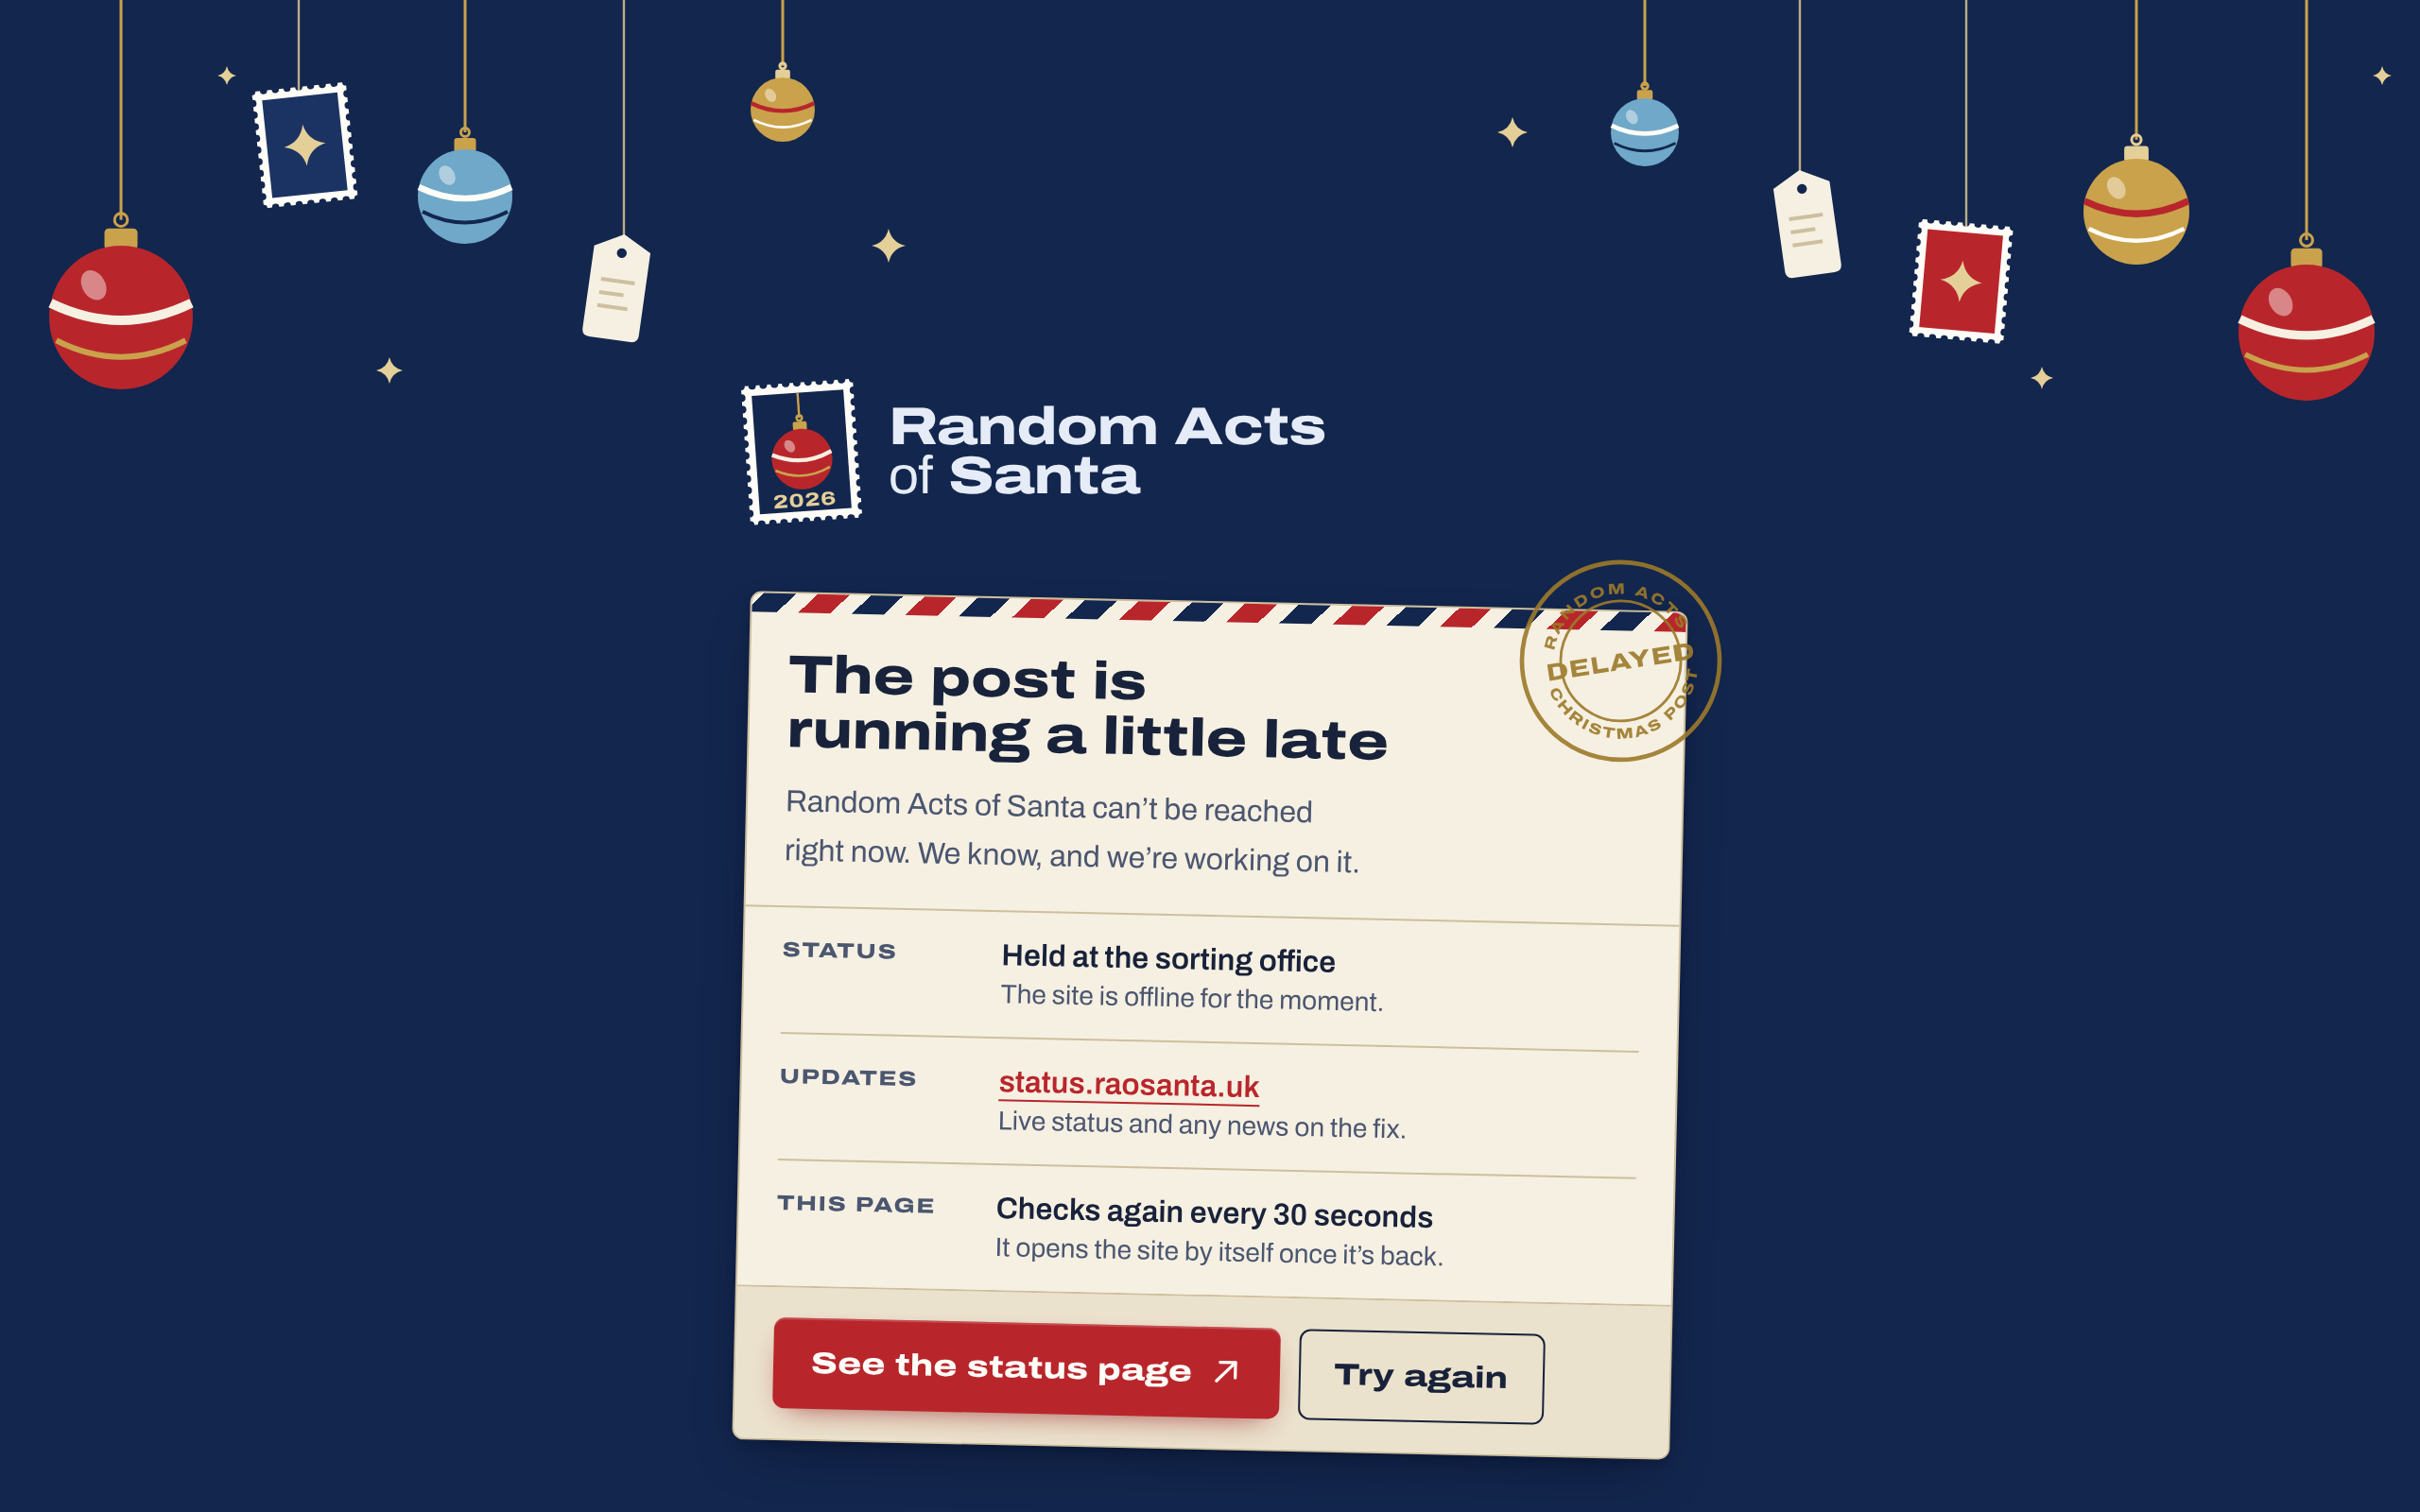 2026
Random Acts
of Santa
RANDOM ACTS
DELAYED
CHRISTMAS POST
The post is
running a little late
Random Acts of Santa can’t be reached
right now. We know, and we’re working on it.
STATUS
Held at the sorting office
The site is offline for the moment.
UPDATES
status.raosanta.uk
Live status and any news on the fix.
THIS PAGE
Checks again every 30 seconds
It opens the site by itself once it’s back.
See the status page
Try again